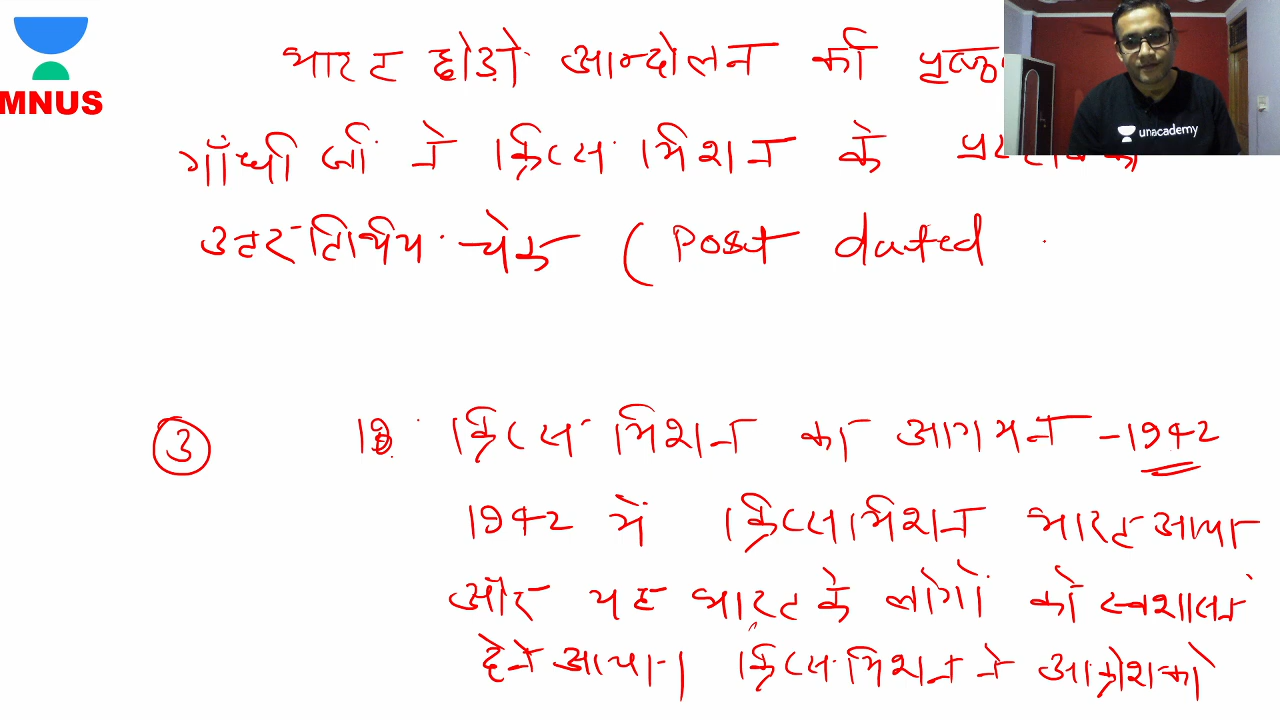 MNUS
unacademy
भारत छोड़ो आन्दोलन की
गाँधी जी ने क्रिप्स मिशन के
उत्तर तिथीय चेक (Post dated
3 क्रिप्स मिशन का आगमन - 1942
1942 में क्रिप्स मिशन भारत आया
और यह भारत के लोगों को स्वशासन
देने आया। क्रिप्स मिशन ने आक्रोश को